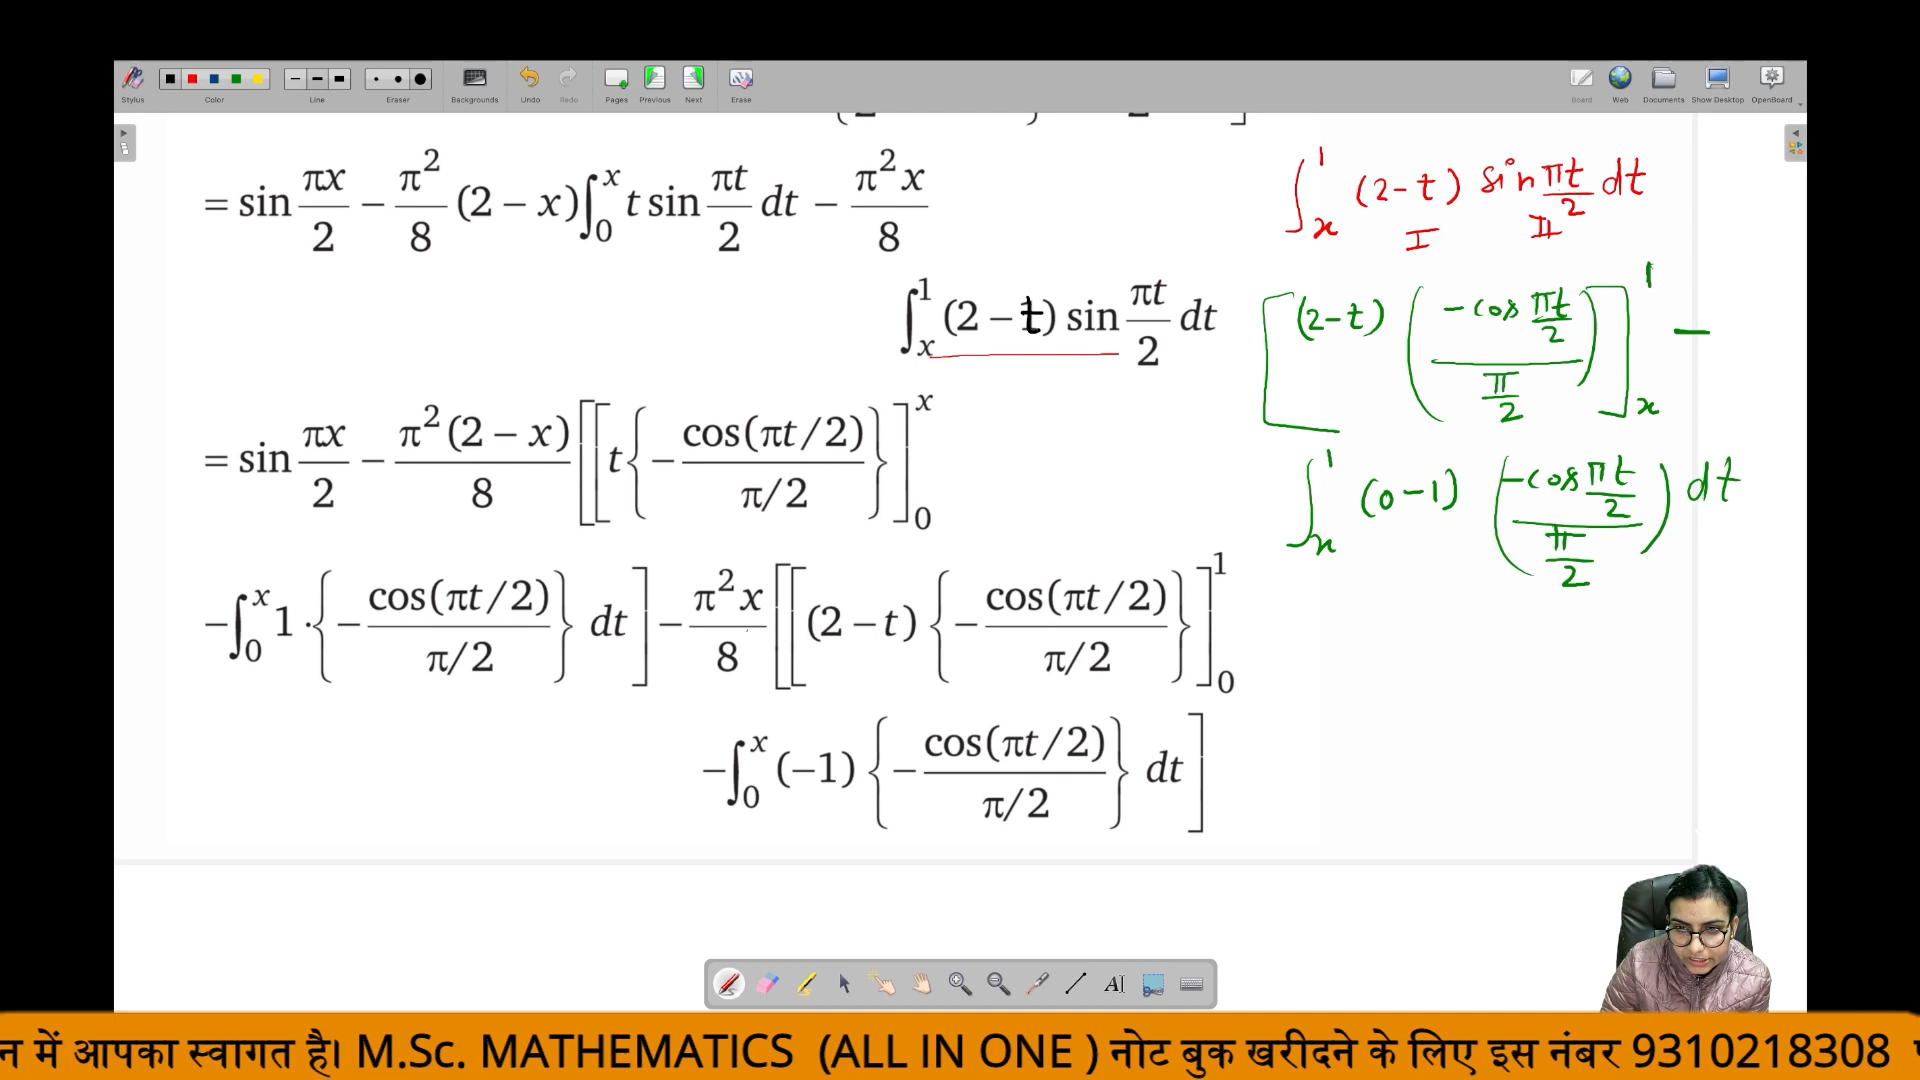 Stylus Color Line Eraser Backgrounds Undo Redo Pages Previous Next Erase Board Web Documents Show Desktop OpenBoard
= sin πx/2 − π²/8 (2 − x) ∫₀ˣ t sin πt/2 dt − π²x/8
∫ₓ¹ (2 − t) sin πt/2 dt
= sin πx/2 − π²(2 − x)/8 [[t{− cos(πt/2)/π/2}]₀ˣ
−∫₀ˣ 1·{− cos(πt/2)/π/2} dt] − π²x/8 [[(2 − t){− cos(πt/2)/π/2}]₀¹
−∫₀ˣ (−1) {− cos(πt/2)/π/2} dt]
∫ₓ¹ (2-t) sin πt/2 dt
I II
[(2-t) (-cos πt/2 / π/2)]ₓ¹ −
∫ₓ¹ (0-1) (-cos πt/2 / π/2) dt
AI
न में आपका स्वागत है। M.Sc. MATHEMATICS (ALL IN ONE ) नोट बुक खरीदने के लिए इस नंबर 9310218308